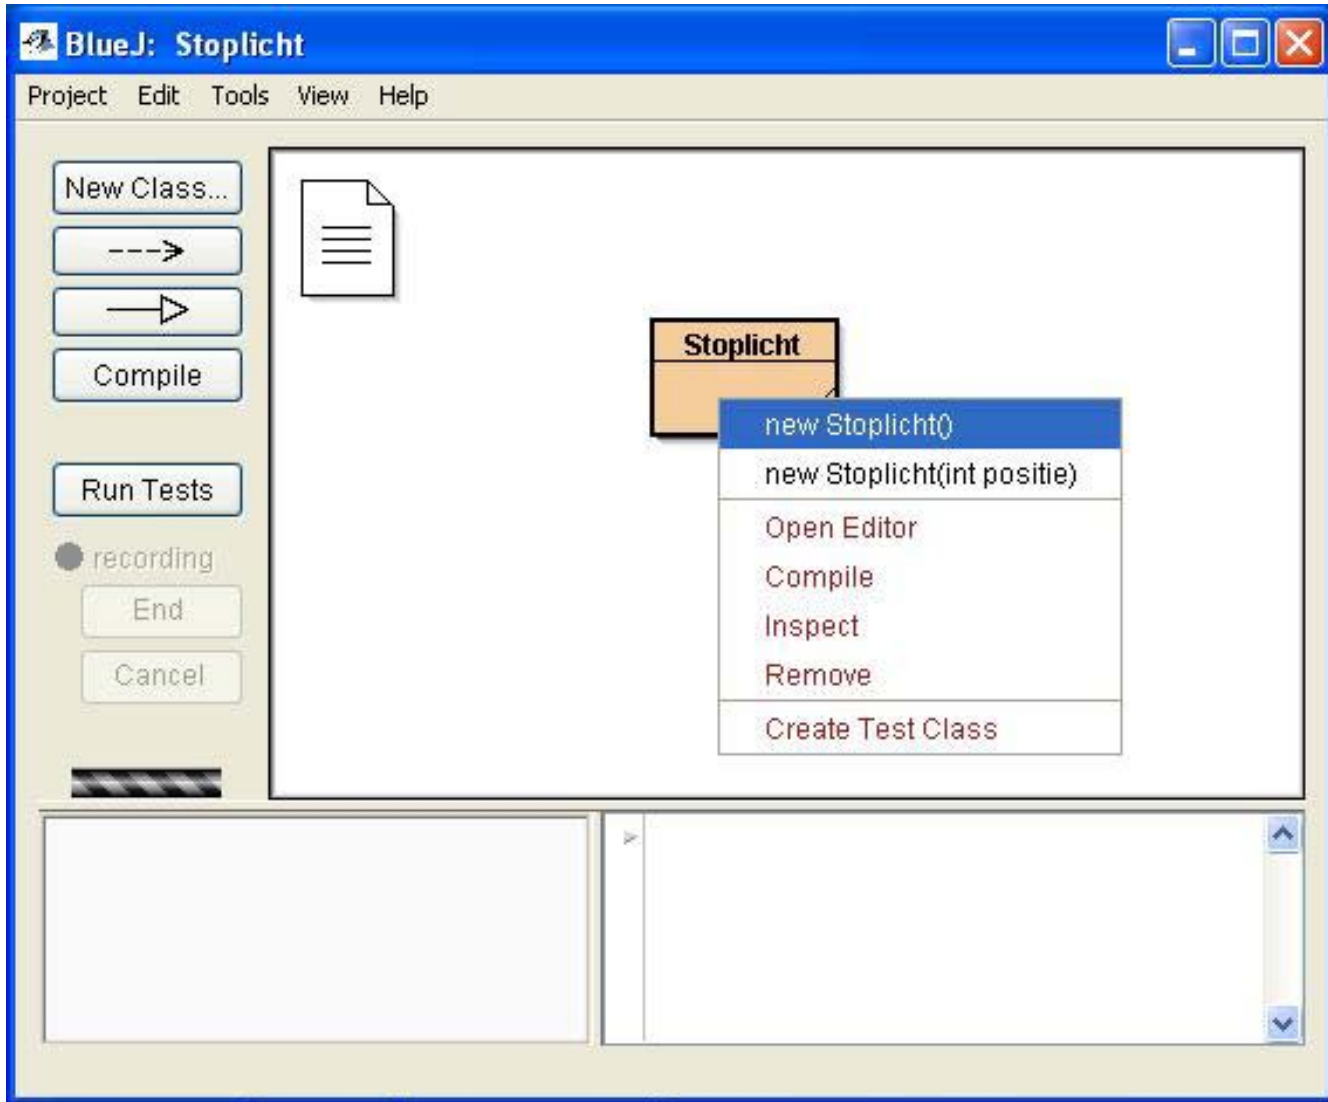 BlueJ: Stoplicht
Project Edit Tools View Help
New Class...
Compile
Run Tests
recording
End
Cancel
Stoplicht
new Stoplicht()
new Stoplicht(int positie)
Open Editor
Compile
Inspect
Remove
Create Test Class